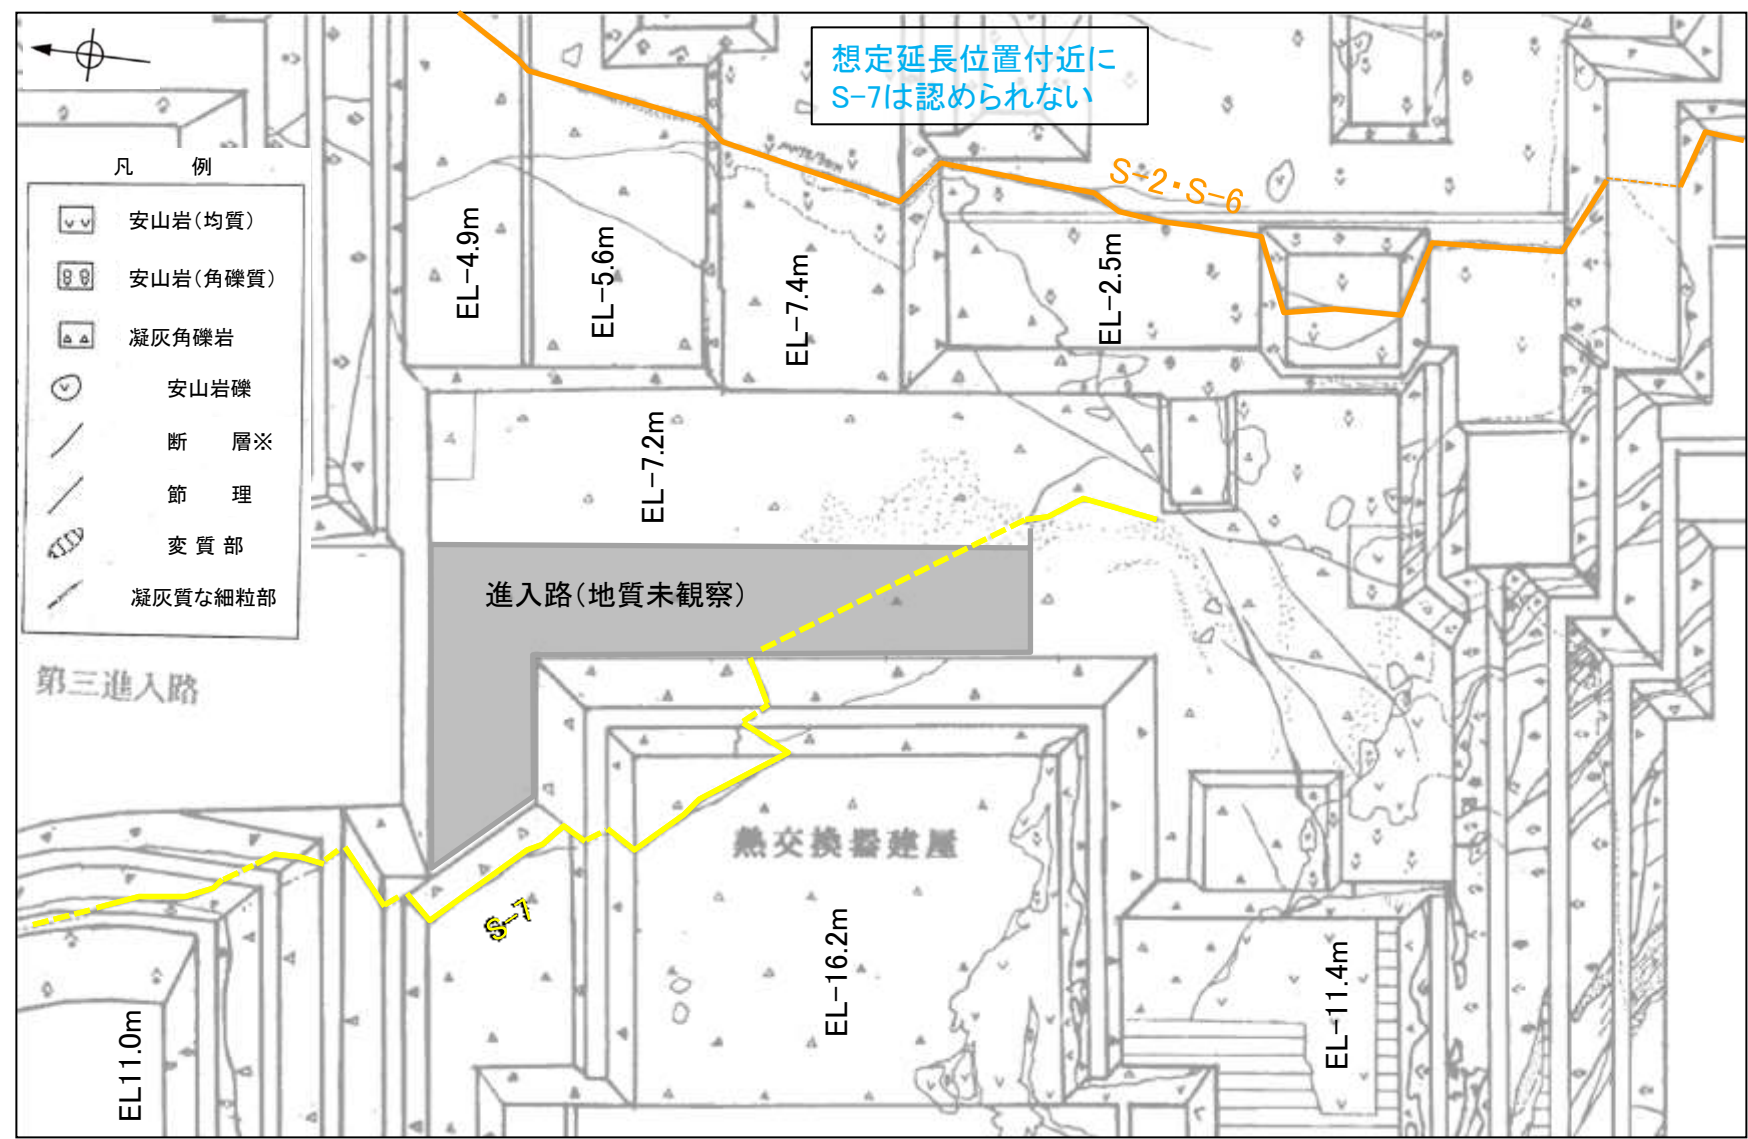 想定延長位置付近に
S-7は認められない
凡　例
安山岩(均質)
安山岩(角礫質)
凝灰角礫岩
安山岩礫
断　層※
節　理
変質部
凝灰質な細粒部
S-2・S-6
EL-4.9m
EL-5.6m
EL-7.4m
EL-2.5m
EL-7.2m
進入路(地質未観察)
第三進入路
S-7
熱交換器建屋
EL-16.2m
EL-11.4m
EL11.0m